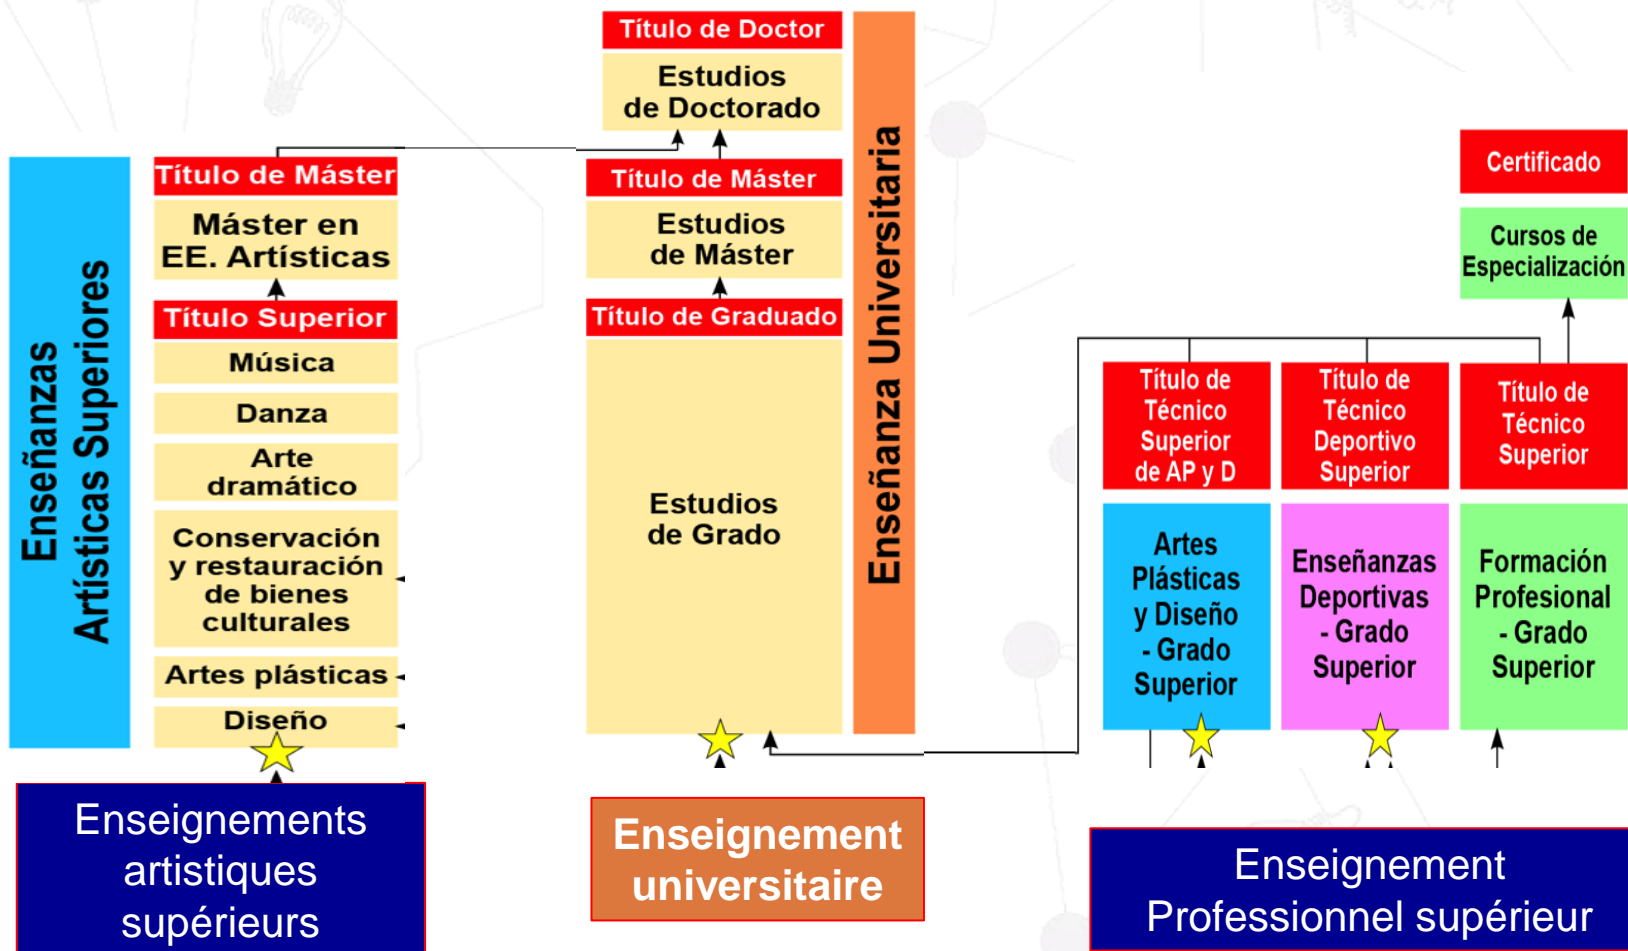 Enseñanzas
Artísticas Superiores
Título de Máster
Máster en
EE. Artísticas
Título Superior
Música
Danza
Arte
dramático
Conservación
y restauración
de bienes
culturales
Artes plásticas
Diseño
Enseignements
artistiques
supérieurs
Título de Doctor
Estudios
de Doctorado
Título de Máster
Estudios
de Máster
Título de Graduado
Estudios
de Grado
Enseñanza Universitaria
Enseignement
universitaire
Certificado
Cursos de
Especialización
Título de
Técnico
Superior
de AP y D
Título de
Técnico
Deportivo
Superior
Título de
Técnico
Superior
Artes
Plásticas
y Diseño
- Grado
Superior
Enseñanzas
Deportivas
- Grado
Superior
Formación
Profesional
- Grado
Superior
Enseignement
Professionnel supérieur